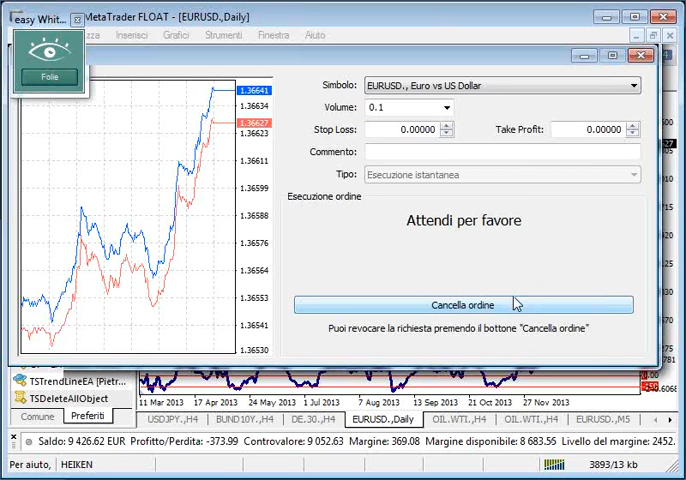 easy Whit...
MetaTrader FLOAT - [EURUSD.,Daily]
Inserisci Grafici Strumenti Finestra Aiuto
Folie
Simbolo: EURUSD., Euro vs US Dollar
Volume: 0.1
Stop Loss: 0.00000 Take Profit: 0.00000
Commento:
Tipo: Esecuzione istantanea
Esecuzione ordine
Attendi per favore
Cancella ordine
Puoi revocare la richiesta premendo il bottone "Cancella ordine"
1.36641
1.36634
1.36627
1.36623
1.36611
1.36599
1.36588
1.36576
1.36564
1.36553
1.36541
1.36530
TSTrendLineEA [Pietr...
TSDeleteAllObject
Comune Preferiti
11 Mar 2013 17 Apr 2013 24 May 2013 1 Jul 2013 7 Aug 2013 13 Sep 2013 21 Oct 2013 27 Nov 2013
USDJPY.,H4 BUND10Y.,H4 DE.30.,H4 EURUSD.,Daily OIL.WTI.,H4 OIL.WTI.,H4 EURUSD.,M5
Saldo: 9 426.62 EUR Profitto/Perdita: -373.99 Controvalore: 9 052.63 Margine: 369.08 Margine disponibile: 8 683.55 Livello del margine: 2452.
Per aiuto, HEIKEN 3893/13 kb